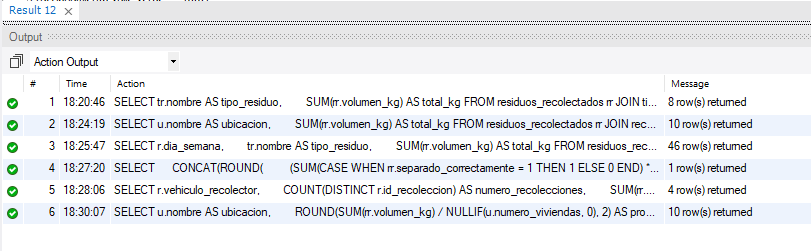 Result 12 ×
Output
Action Output
# Time Action Message
1 18:20:46 SELECT tr.nombre AS tipo_residuo, SUM(rr.volumen_kg) AS total_kg FROM residuos_recolectados rr JOIN ti... 8 row(s) returned
2 18:24:19 SELECT u.nombre AS ubicacion, SUM(rr.volumen_kg) AS total_kg FROM residuos_recolectados rr JOIN rec... 10 row(s) returned
3 18:25:47 SELECT r.dia_semana, tr.nombre AS tipo_residuo, SUM(rr.volumen_kg) AS total_kg FROM residuos_rec... 46 row(s) returned
4 18:27:20 SELECT CONCAT(ROUND( (SUM(CASE WHEN rr.separado_correctamente = 1 THEN 1 ELSE 0 END) *... 1 row(s) returned
5 18:28:06 SELECT r.vehiculo_recolector, COUNT(DISTINCT r.id_recoleccion) AS numero_recolecciones, SUM(rr.... 4 row(s) returned
6 18:30:07 SELECT u.nombre AS ubicacion, ROUND(SUM(rr.volumen_kg) / NULLIF(u.numero_viviendas, 0), 2) AS pro... 10 row(s) returned